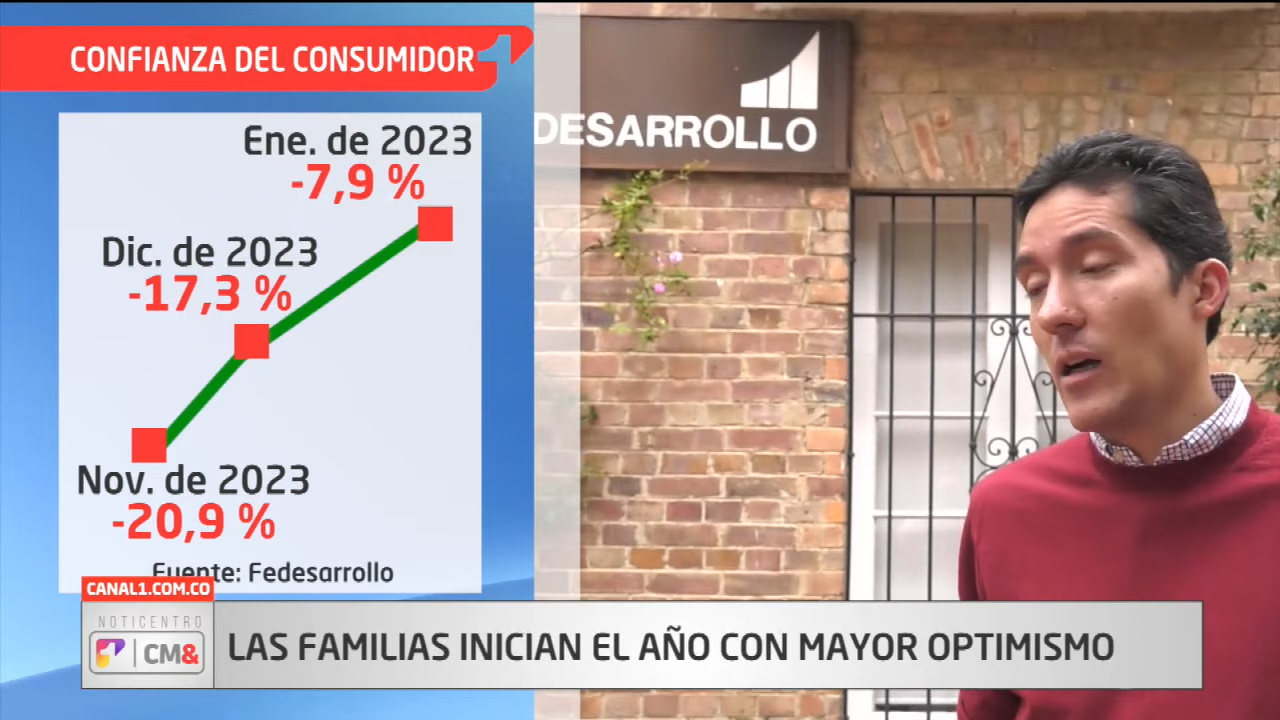 CONFIANZA DEL CONSUMIDOR
Ene. de 2023
-7,9 %
Dic. de 2023
-17,3 %
Nov. de 2023
-20,9 %
Fuente: Fedesarrollo
DESARROLLO
CANAL1.COM.CO
NOTICENTRO
1 | CM&
LAS FAMILIAS INICIAN EL AÑO CON MAYOR OPTIMISMO